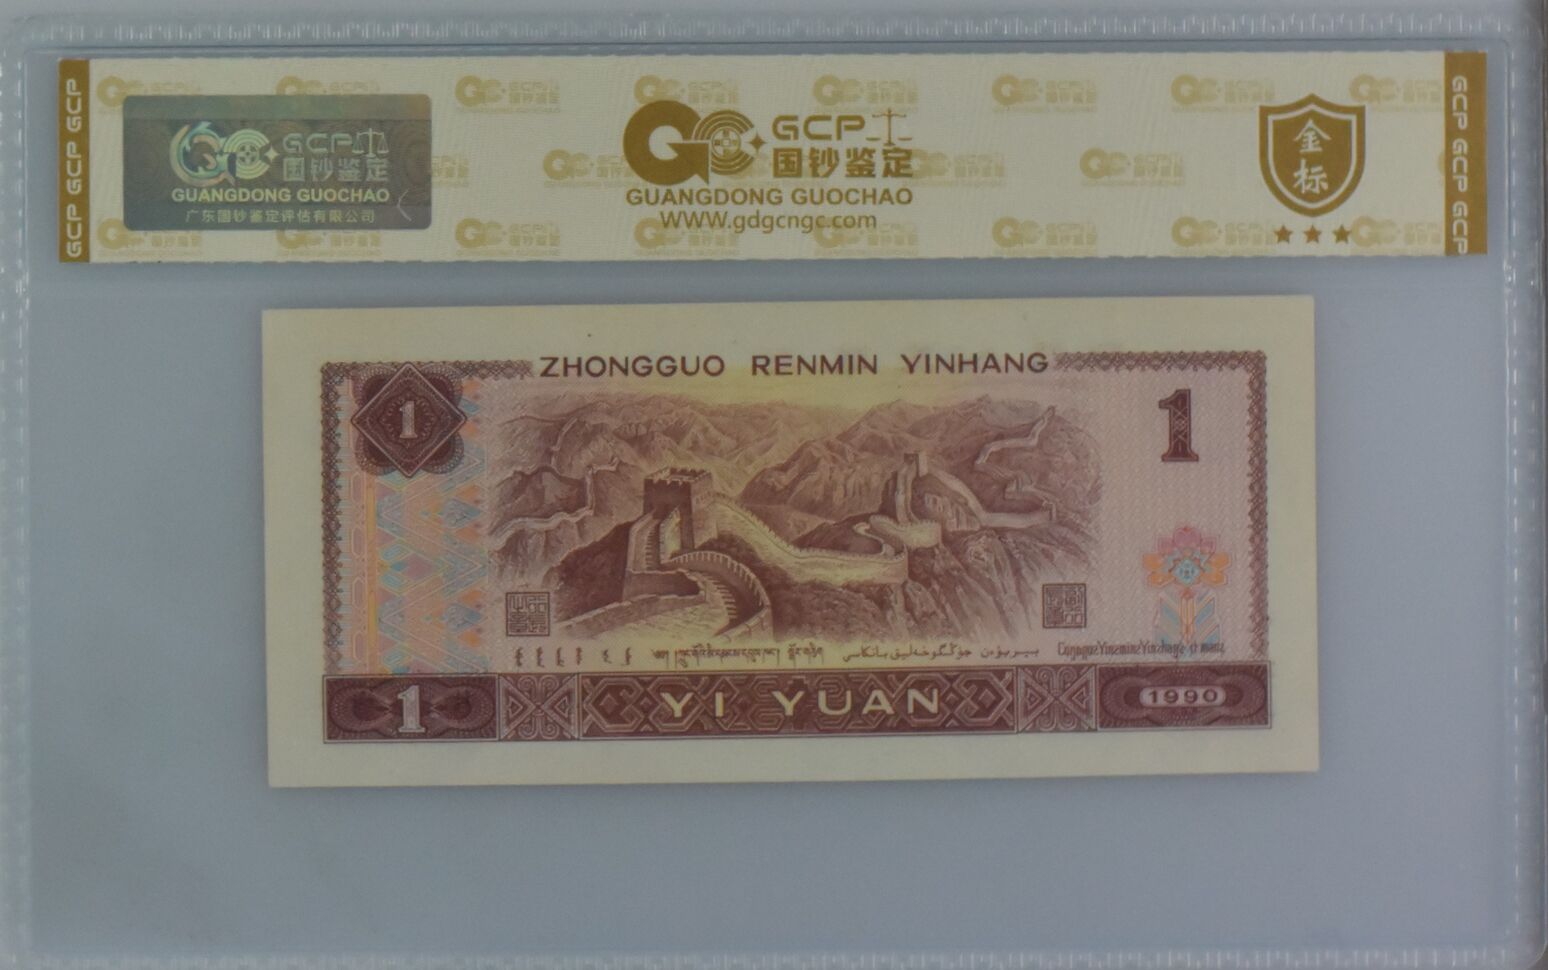 GCP GCP GCP
GCP 国钞鉴定
GUANGDONG GUOCHAO
广东国钞鉴定评估有限公司
GCP
国钞鉴定
GUANGDONG GUOCHAO
WWW.gdgcngc.com
金标
GCP GCP GCP
ZHONGGUO RENMIN YINHANG
1
1
1
YI YUAN
1990